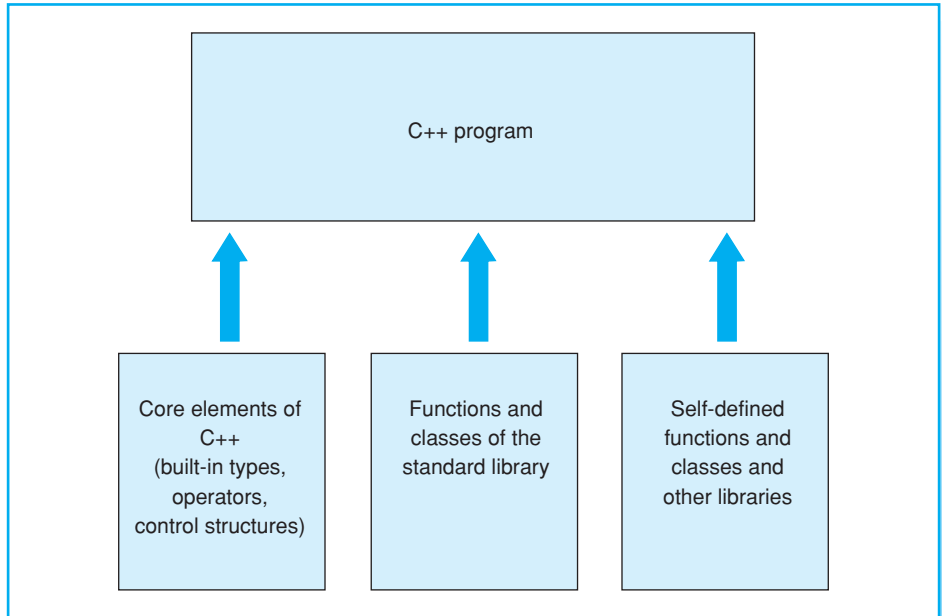 C++ program
Core elements of
C++
(built-in types,
operators,
control structures)
Functions and
classes of the
standard library
Self-defined
functions and
classes and
other libraries